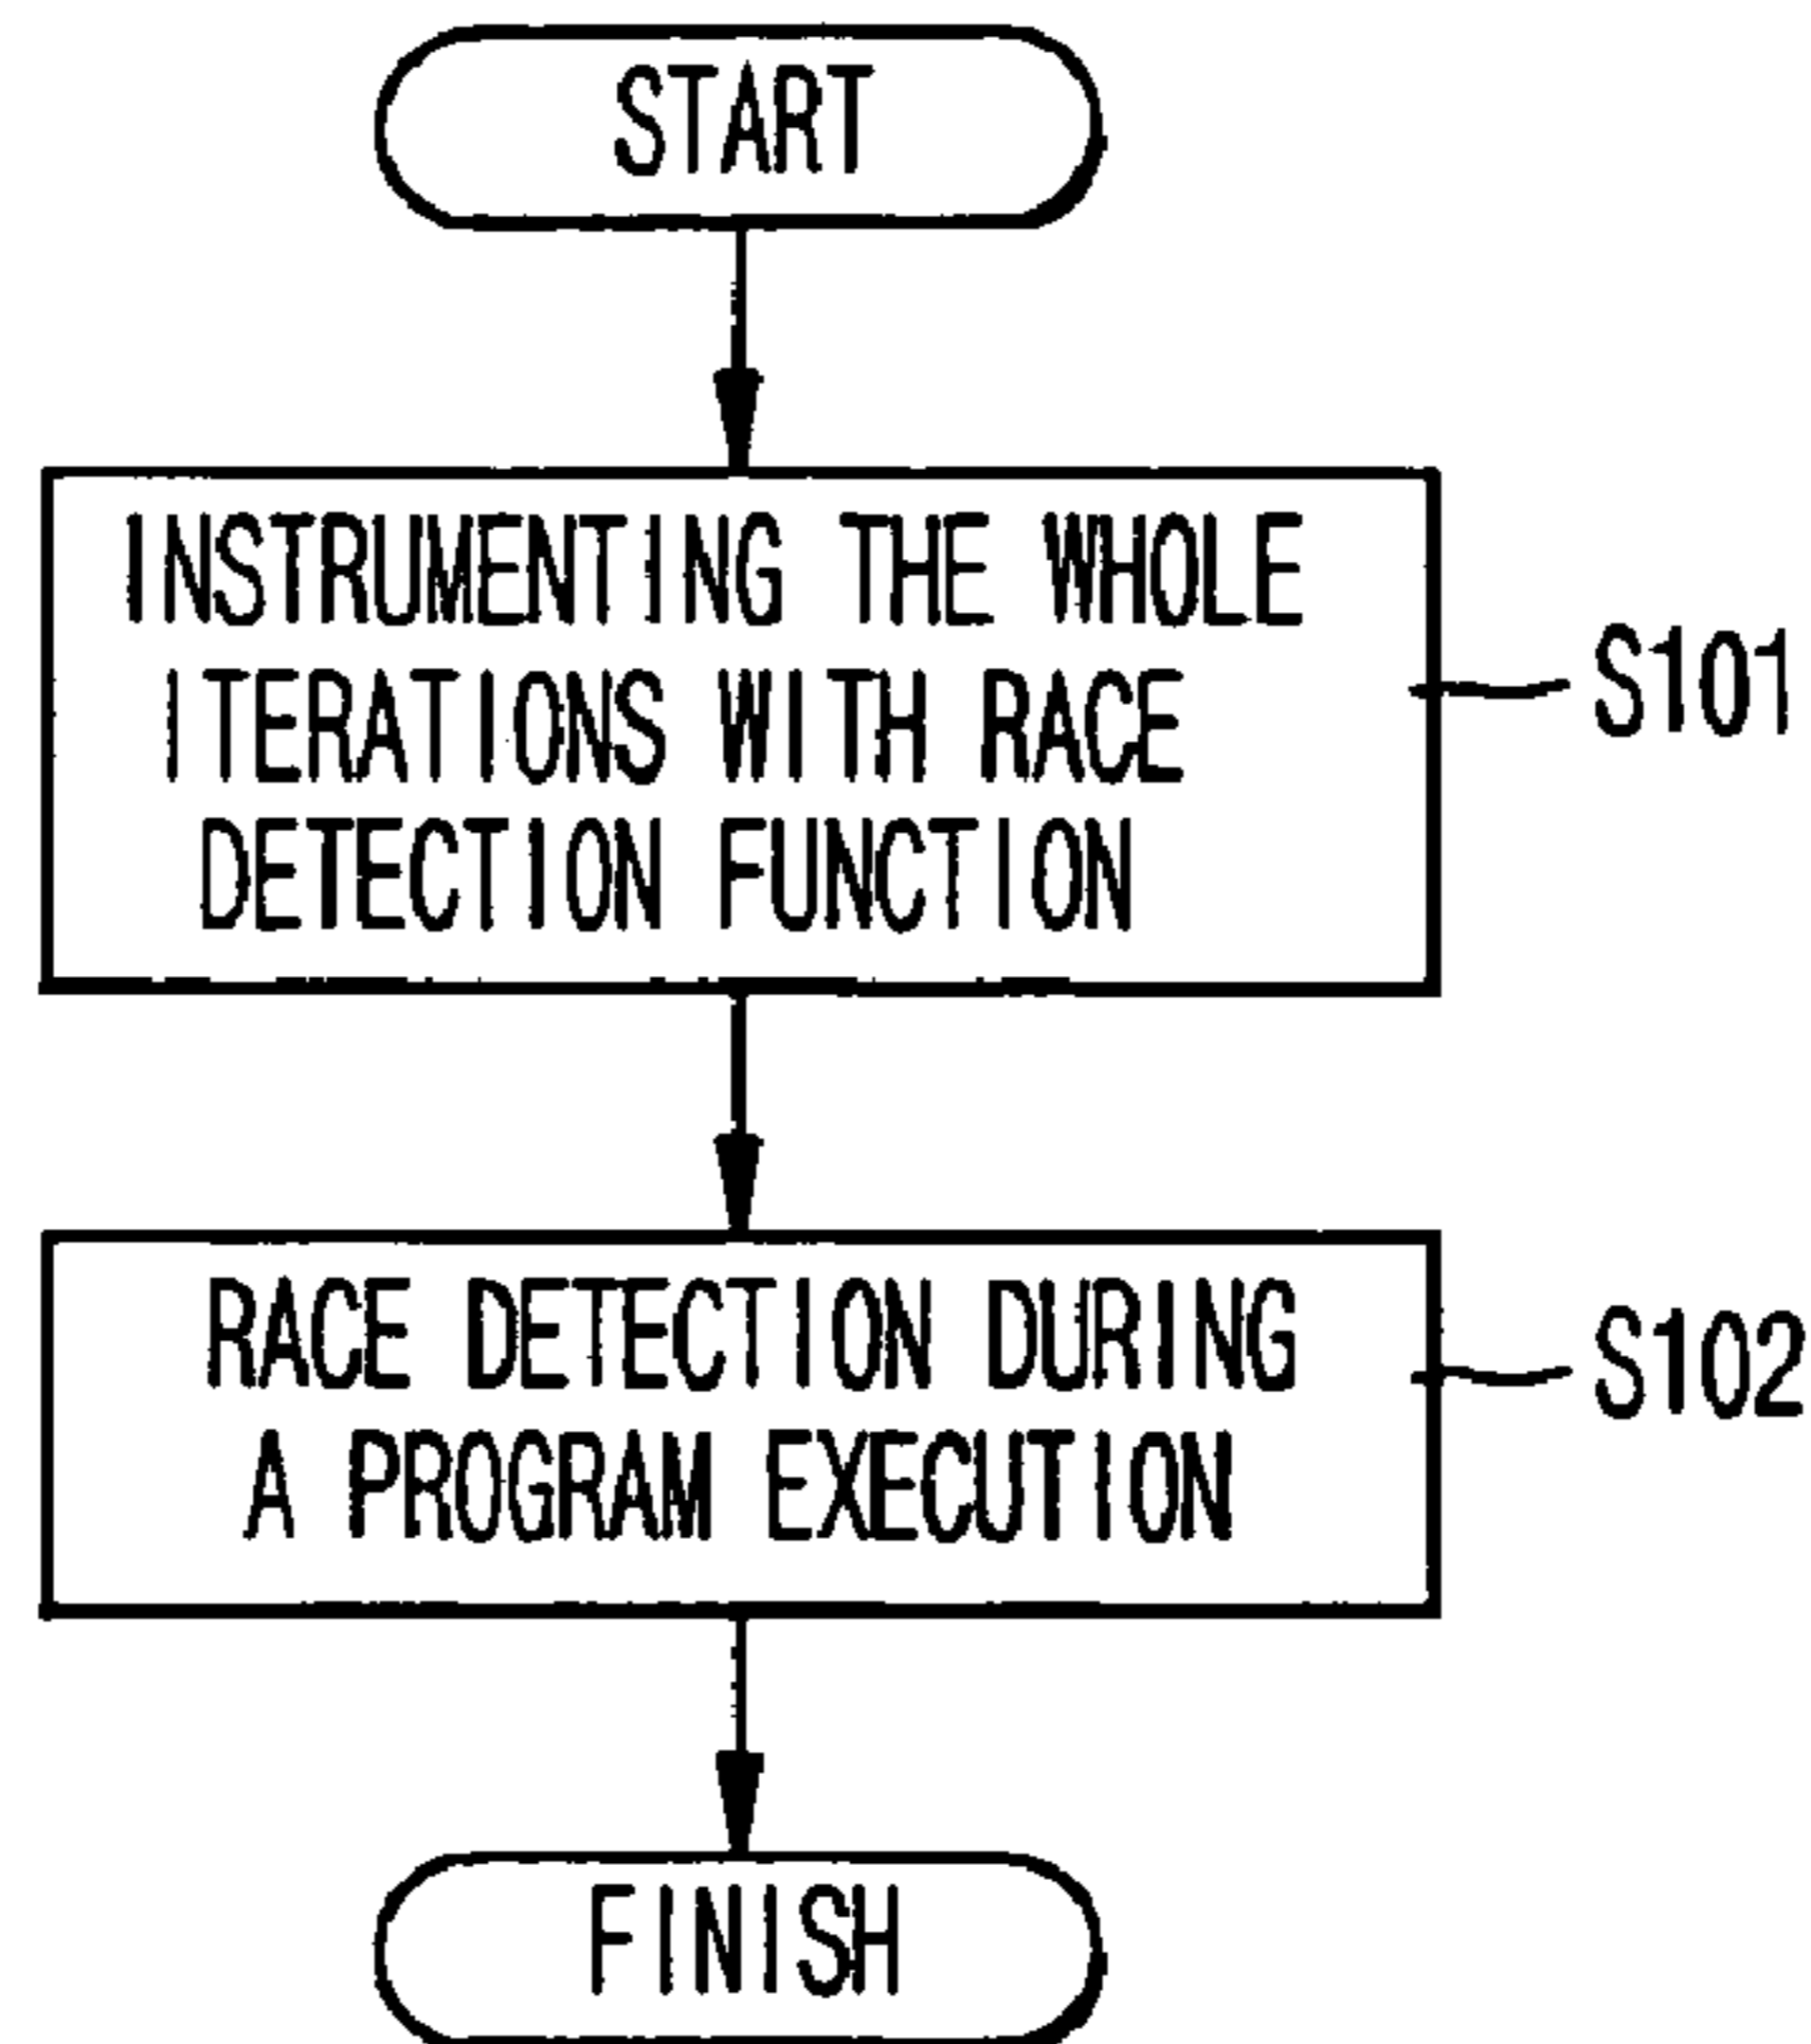 START
INSTRUMENTING THE WHOLE
ITERATIONS WITH RACE
DETECTION FUNCTION
S101
RACE DETECTION DURING
A PROGRAM EXECUTION
S102
FINISH